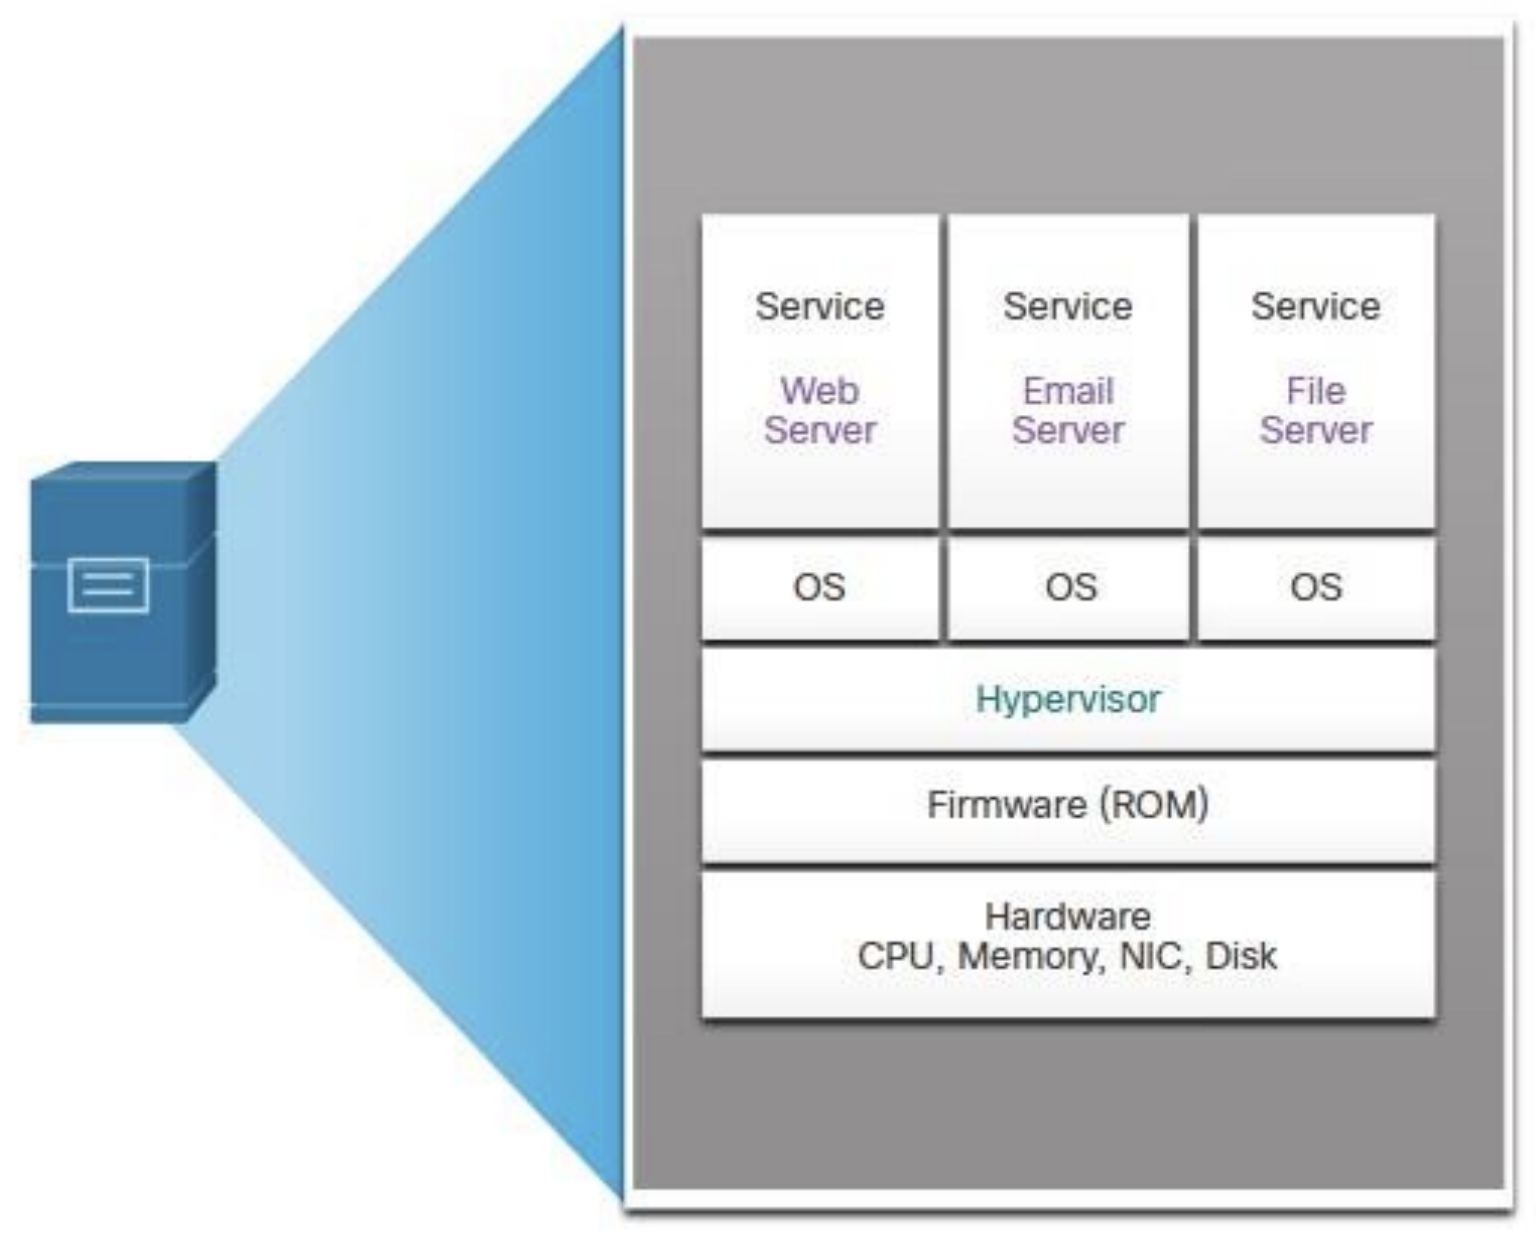 Service
Web
Server
Service
Email
Server
Service
File
Server
OS
OS
OS
Hypervisor
Firmware (ROM)
Hardware
CPU, Memory, NIC, Disk